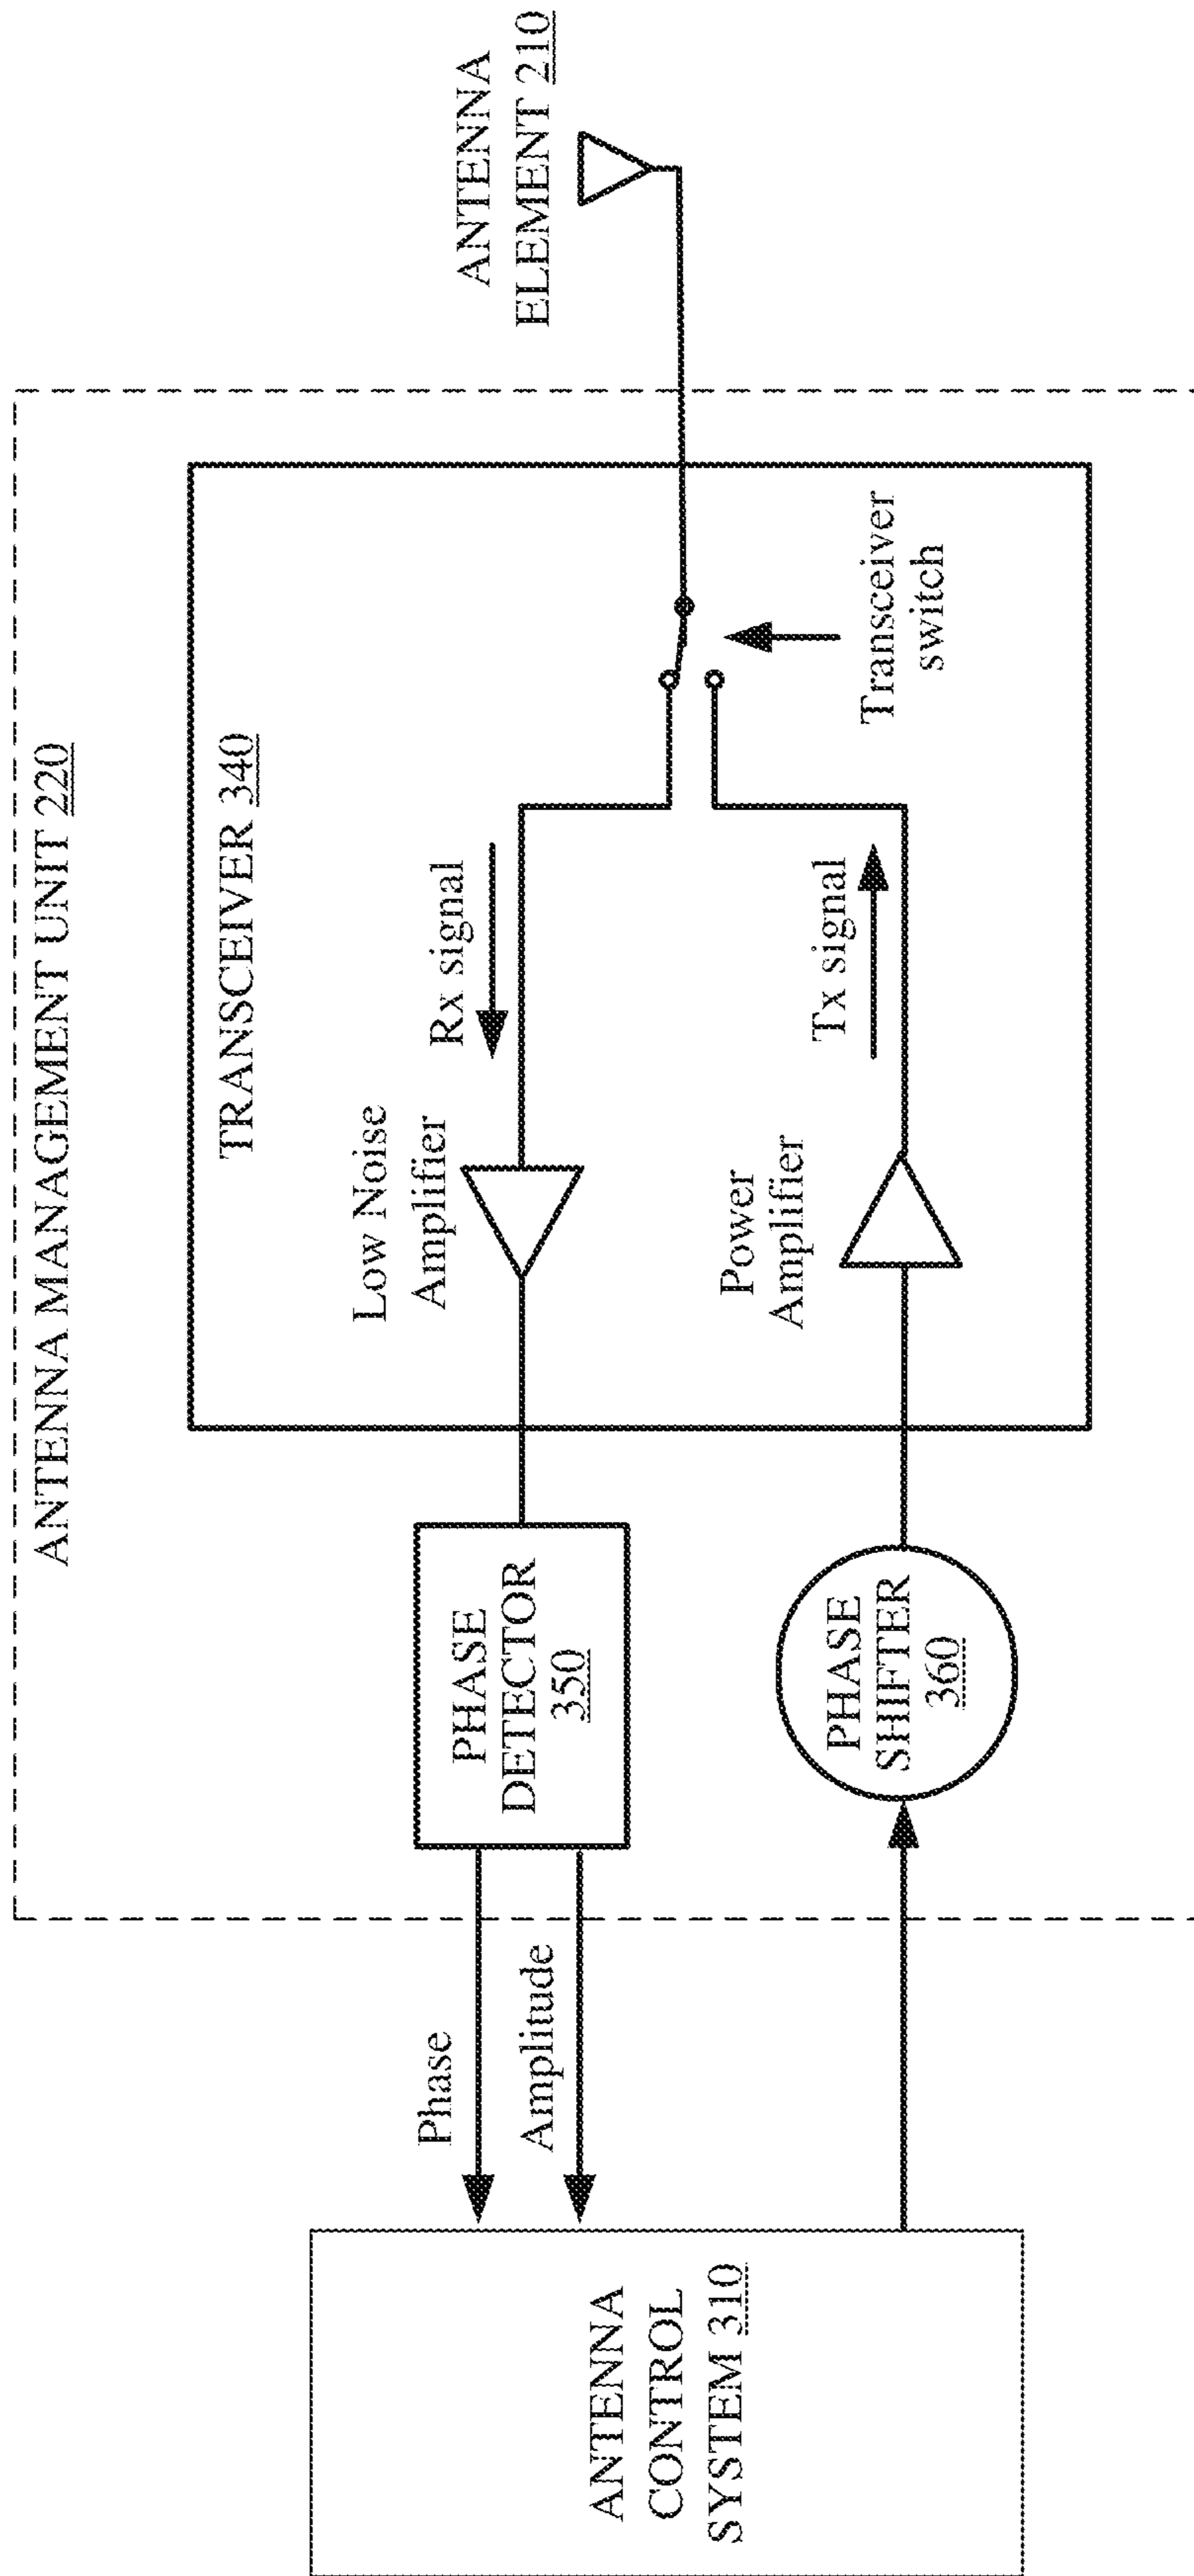 ANTENNA MANAGEMENT UNIT 220
TRANSCEIVER 340
ANTENNA
ELEMENT 210
Low Noise
Amplifier
Rx signal
Phase
Amplitude
PHASE
DETECTOR
350
ANTENNA
CONTROL
SYSTEM 310
Power
Amplifier
Tx signal
Transceiver
switch
PHASE
SHIFTER
360